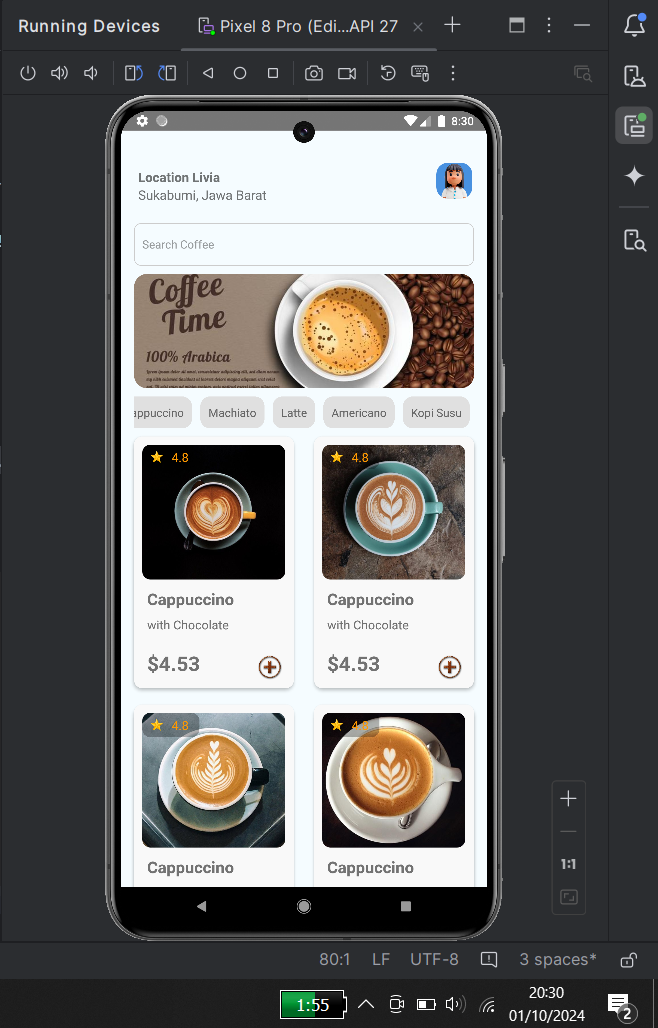 Running Devices
Pixel 8 Pro (Edi...API 27
8:30
Location Livia
Sukabumi, Jawa Barat
Search Coffee
Coffee
Time
100% Arabica
appuccino
Machiato
Latte
Americano
Kopi Susu
4.8
4.8
Cappuccino
Cappuccino
with Chocolate
with Chocolate
$4.53
$4.53
4.8
4.8
Cappuccino
Cappuccino
1:1
80:1
LF
UTF-8
3 spaces*
1:55
20:30
01/10/2024
2